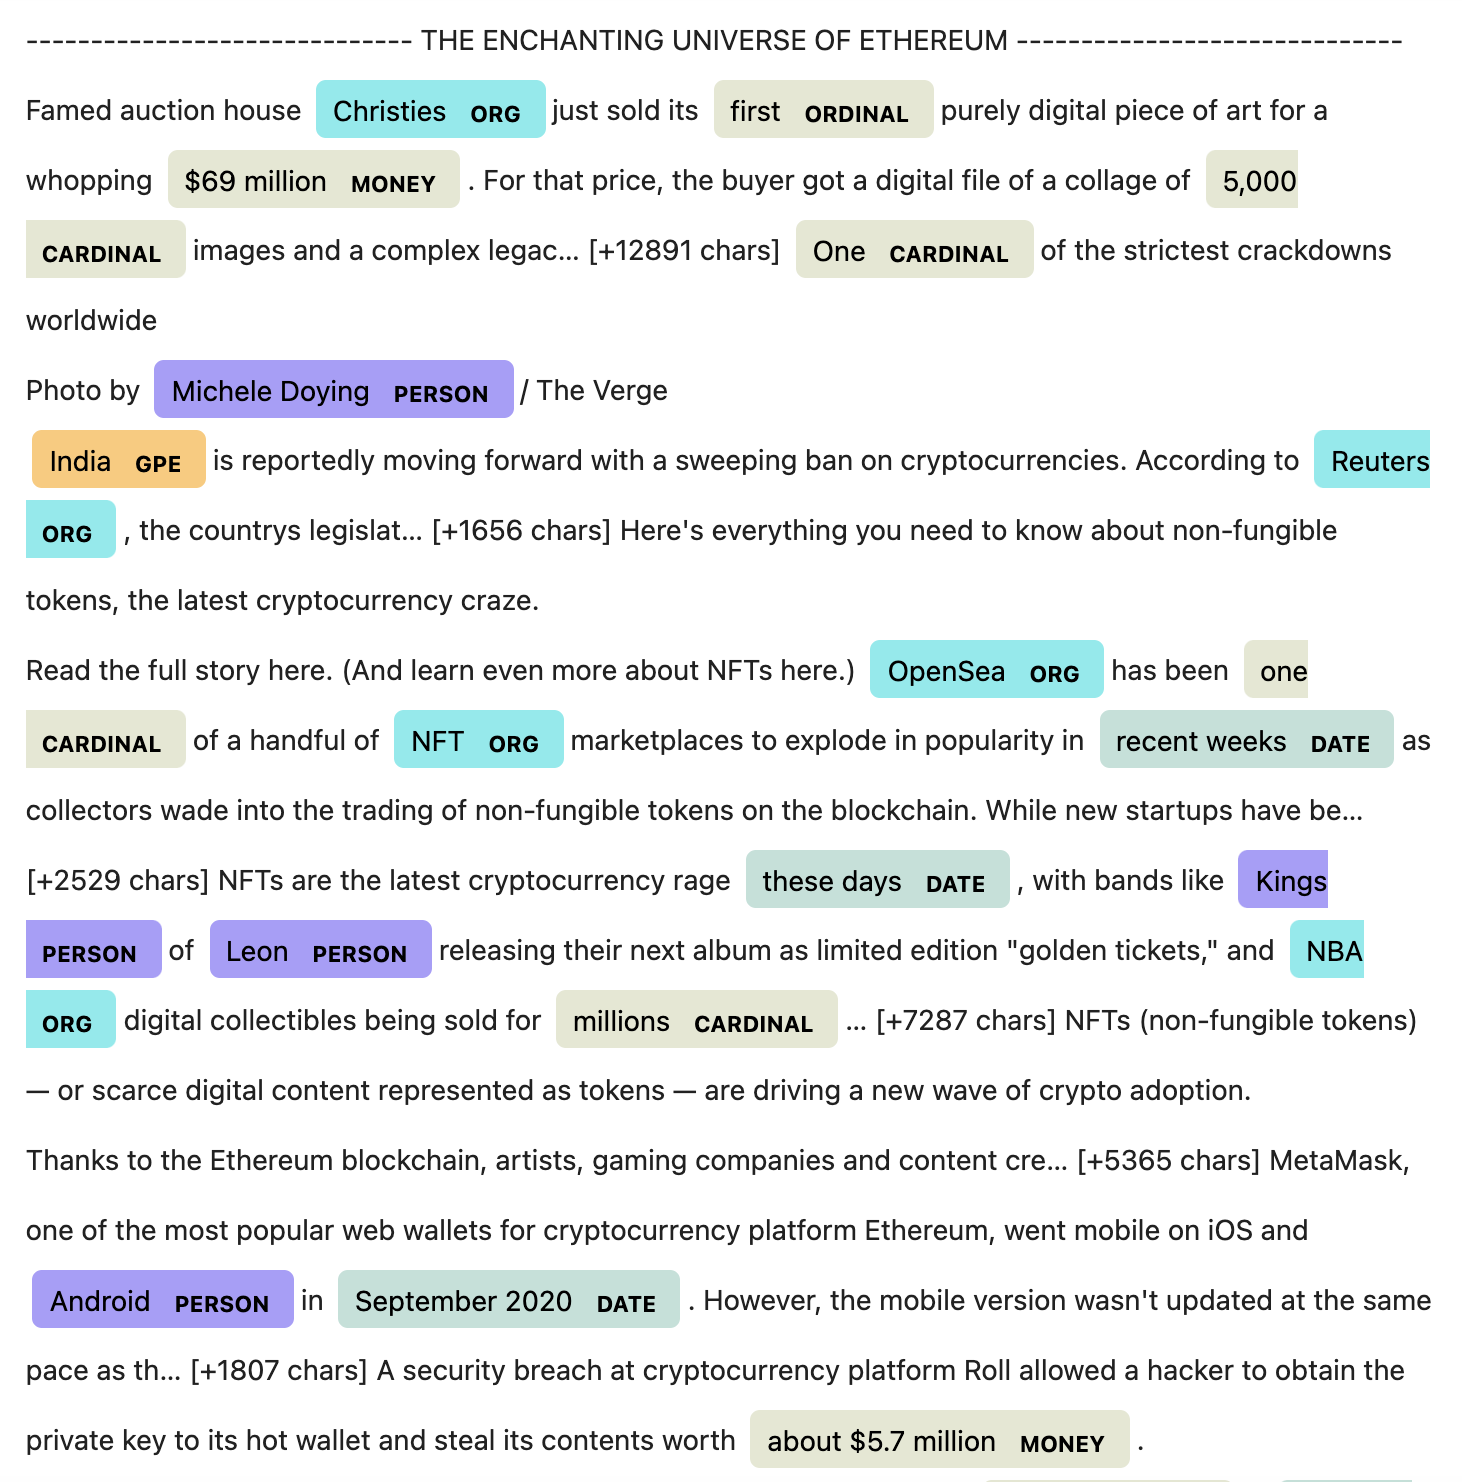 ------------------------------ THE ENCHANTING UNIVERSE OF ETHEREUM ------------------------------
Famed auction house Christies ORG just sold its first ORDINAL purely digital piece of art for a
whopping $69 million MONEY . For that price, the buyer got a digital file of a collage of 5,000
CARDINAL images and a complex legac... [+12891 chars] One CARDINAL of the strictest crackdowns
worldwide
Photo by Michele Doying PERSON / The Verge
India GPE is reportedly moving forward with a sweeping ban on cryptocurrencies. According to Reuters
ORG , the countrys legislat... [+1656 chars] Here's everything you need to know about non-fungible
tokens, the latest cryptocurrency craze.
Read the full story here. (And learn even more about NFTs here.) OpenSea ORG has been one
CARDINAL of a handful of NFT ORG marketplaces to explode in popularity in recent weeks DATE as
collectors wade into the trading of non-fungible tokens on the blockchain. While new startups have be...
[+2529 chars] NFTs are the latest cryptocurrency rage these days DATE , with bands like Kings
PERSON of Leon PERSON releasing their next album as limited edition "golden tickets," and NBA
ORG digital collectibles being sold for millions CARDINAL ... [+7287 chars] NFTs (non-fungible tokens)
— or scarce digital content represented as tokens — are driving a new wave of crypto adoption.
Thanks to the Ethereum blockchain, artists, gaming companies and content cre... [+5365 chars] MetaMask,
one of the most popular web wallets for cryptocurrency platform Ethereum, went mobile on iOS and
Android PERSON in September 2020 DATE . However, the mobile version wasn't updated at the same
pace as th... [+1807 chars] A security breach at cryptocurrency platform Roll allowed a hacker to obtain the
private key to its hot wallet and steal its contents worth about $5.7 million MONEY .